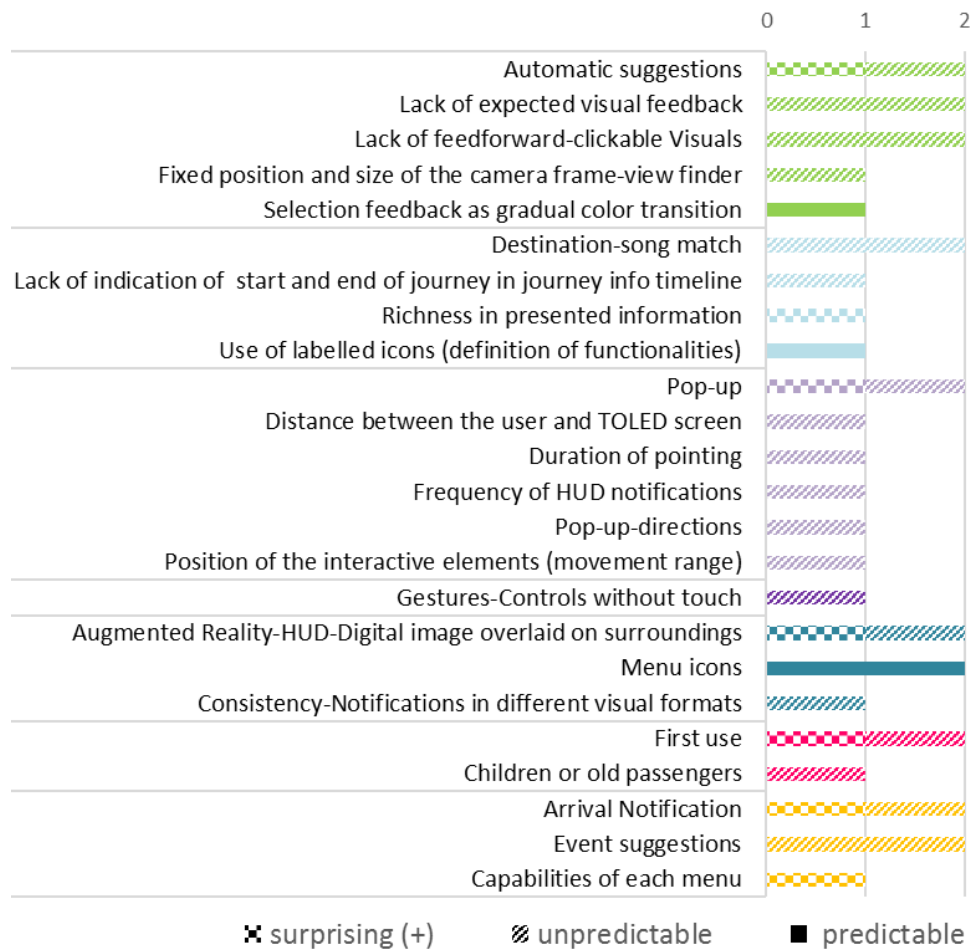 0 1 2
Automatic suggestions
Lack of expected visual feedback
Lack of feedforward-clickable Visuals
Fixed position and size of the camera frame-view finder
Selection feedback as gradual color transition
Destination-song match
Lack of indication of  start and end of journey in journey info timeline
Richness in presented information
Use of labelled icons (definition of functionalities)
Pop-up
Distance between the user and TOLED screen
Duration of pointing
Frequency of HUD notifications
Pop-up-directions
Position of the interactive elements (movement range)
Gestures-Controls without touch
Augmented Reality-HUD-Digital image overlaid on surroundings
Menu icons
Consistency-Notifications in different visual formats
First use
Children or old passengers
Arrival Notification
Event suggestions
Capabilities of each menu
surprising (+) unpredictable predictable